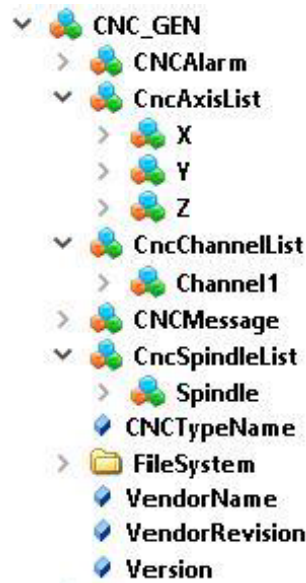 CNC_GEN
CNCAlarm
CncAxisList
X
Y
Z
CncChannelList
Channel1
CNCMessage
CncSpindleList
Spindle
CNCTypeName
FileSystem
VendorName
VendorRevision
Version